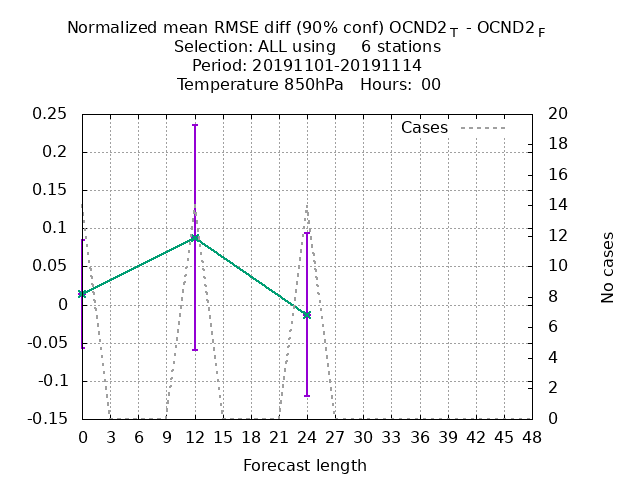 Normalized mean RMSE diff (90% conf) OCND2 T - OCND2 F
Selection: ALL using 6 stations
Period: 20191101-20191114
Temperature 850hPa Hours: 00
Cases
0.25
0.2
0.15
0.1
0.05
0
-0.05
-0.1
-0.15
20
18
16
14
12
10
8
6
4
2
0
No cases
0 3 6 9 12 15 18 21 24 27 30 33 36 39 42 45 48
Forecast length